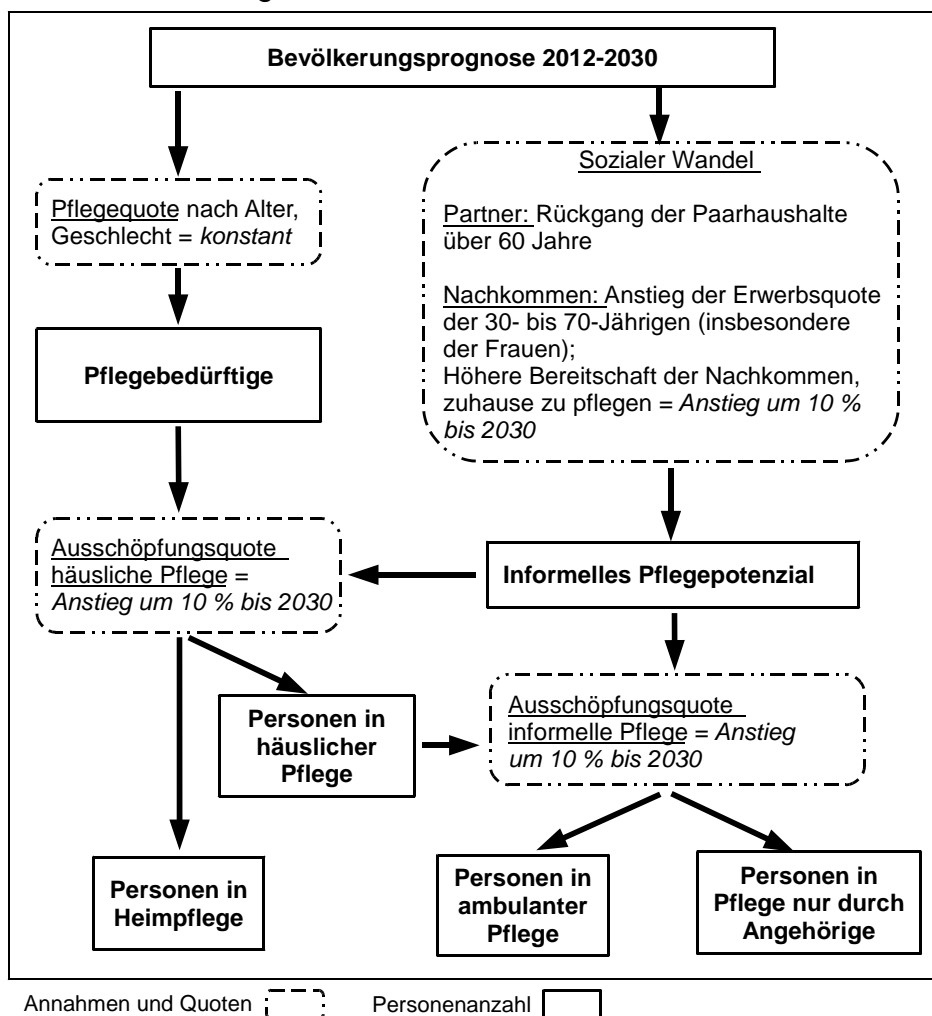 Bevölkerungsprognose 2012-2030
Pflegequote nach Alter,
Geschlecht = konstant
Sozialer Wandel
Partner: Rückgang der Paarhaushalte
über 60 Jahre
Nachkommen: Anstieg der Erwerbsquote
der 30- bis 70-Jährigen (insbesondere
der Frauen);
Höhere Bereitschaft der Nachkommen,
zuhause zu pflegen = Anstieg um 10 %
bis 2030
Pflegebedürftige
Ausschöpfungsquote
häusliche Pflege =
Anstieg um 10 % bis 2030
Informelles Pflegepotenzial
Personen in
häuslicher
Pflege
Ausschöpfungsquote
informelle Pflege = Anstieg
um 10 % bis 2030
Personen in
Heimpflege
Personen in
ambulanter
Pflege
Personen in
Pflege nur durch
Angehörige
Annahmen und Quoten
Personenanzahl